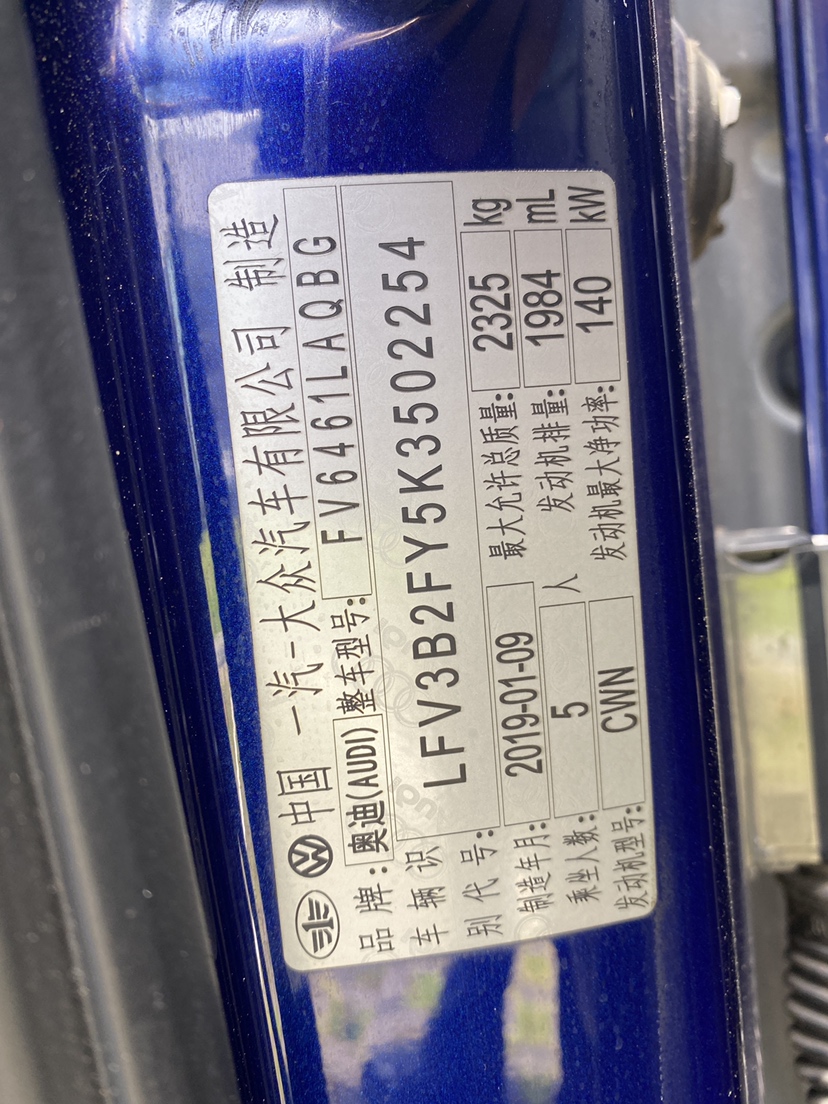 中国 一汽-大众汽车有限公司 制造
品牌:奥迪(AUDI) 整车型号:FV6461LAQBG
车辆识别代号:LFV3B2FY5K3502254
制造年月:2019-01-09 最大允许总质量:2325 kg
乘坐人数:5 人 发动机排量:1984 mL
发动机型号:CWN 发动机最大净功率:140 kW